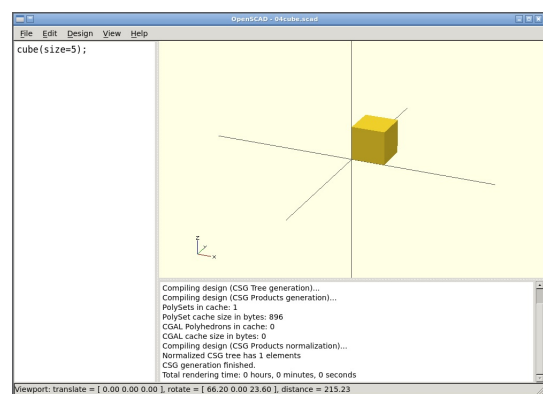 OpenSCAD - 04cube.scad
File Edit Design View Help
cube(size=5);
z
y
x
Compiling design (CSG Tree generation)...
Compiling design (CSG Products generation)...
PolySets in cache: 1
PolySet cache size in bytes: 896
CGAL Polyhedrons in cache: 0
CGAL cache size in bytes: 0
Compiling design (CSG Products normalization)...
Normalized CSG tree has 1 elements
CSG generation finished.
Total rendering time: 0 hours, 0 minutes, 0 seconds
Viewport: translate = [ 0.00 0.00 0.00 ], rotate = [ 66.20 0.00 23.60 ], distance = 215.23